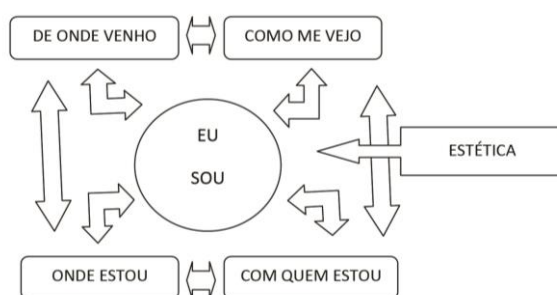 DE ONDE VENHO
COMO ME VEJO
EU
SOU
ESTÉTICA
ONDE ESTOU
COM QUEM ESTOU